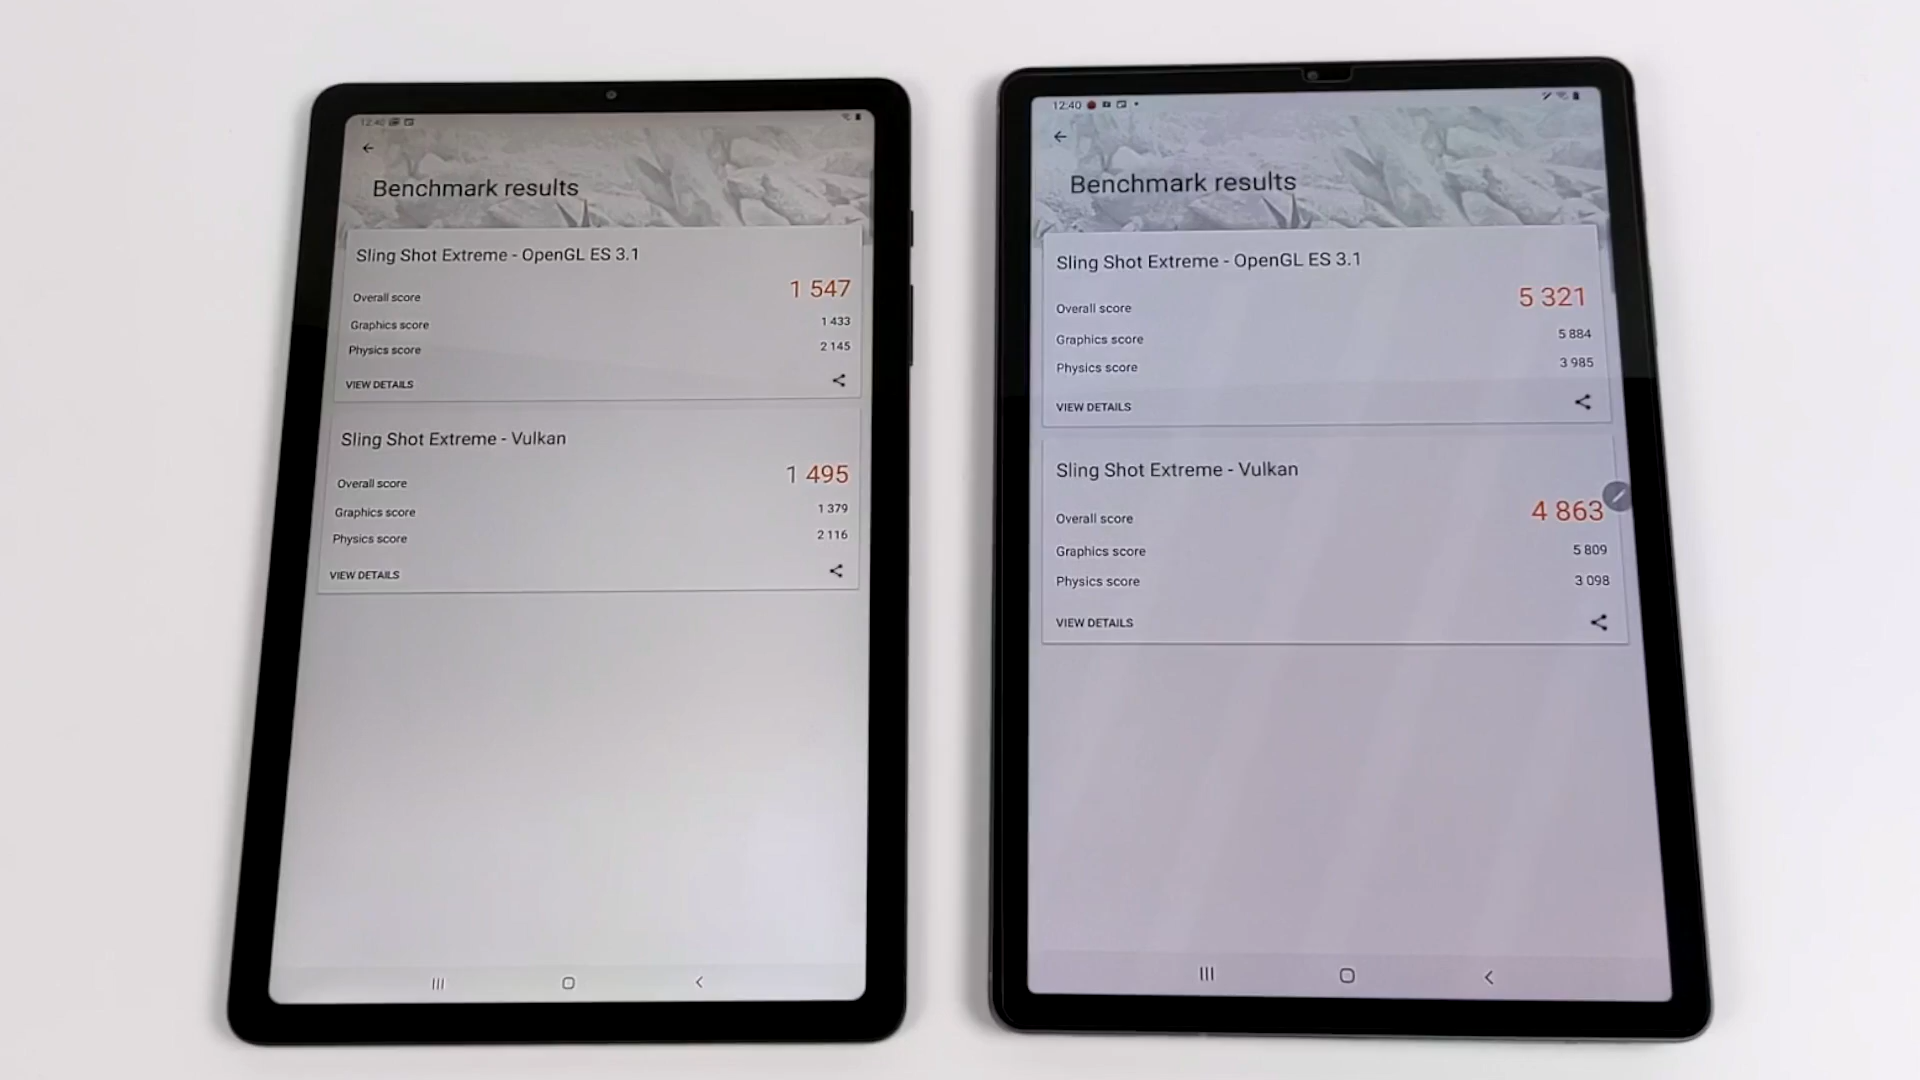 12:40
Benchmark results
Sling Shot Extreme - OpenGL ES 3.1
Overall score 1 547
Graphics score 1 433
Physics score 2 145
VIEW DETAILS
Sling Shot Extreme - Vulkan
Overall score 1 495
Graphics score 1 379
Physics score 2 116
VIEW DETAILS
12:40
Benchmark results
Sling Shot Extreme - OpenGL ES 3.1
Overall score 5 321
Graphics score 5 884
Physics score 3 985
VIEW DETAILS
Sling Shot Extreme - Vulkan
Overall score 4 863
Graphics score 5 809
Physics score 3 098
VIEW DETAILS